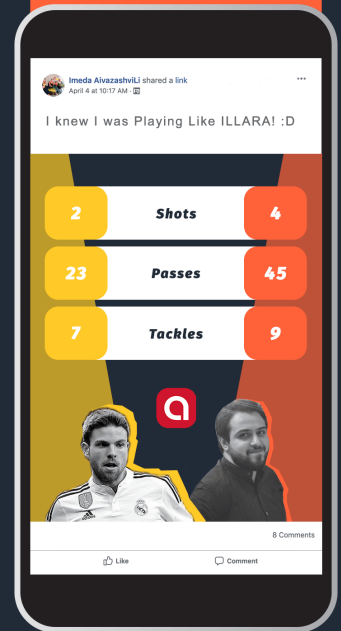 Imeda AivazashviLi shared a link
April 4 at 10:17 AM ·
I knew I was Playing Like ILLARA! :D
2 Shots 4
23 Passes 45
7 Tackles 9
8 Comments
Like Comment